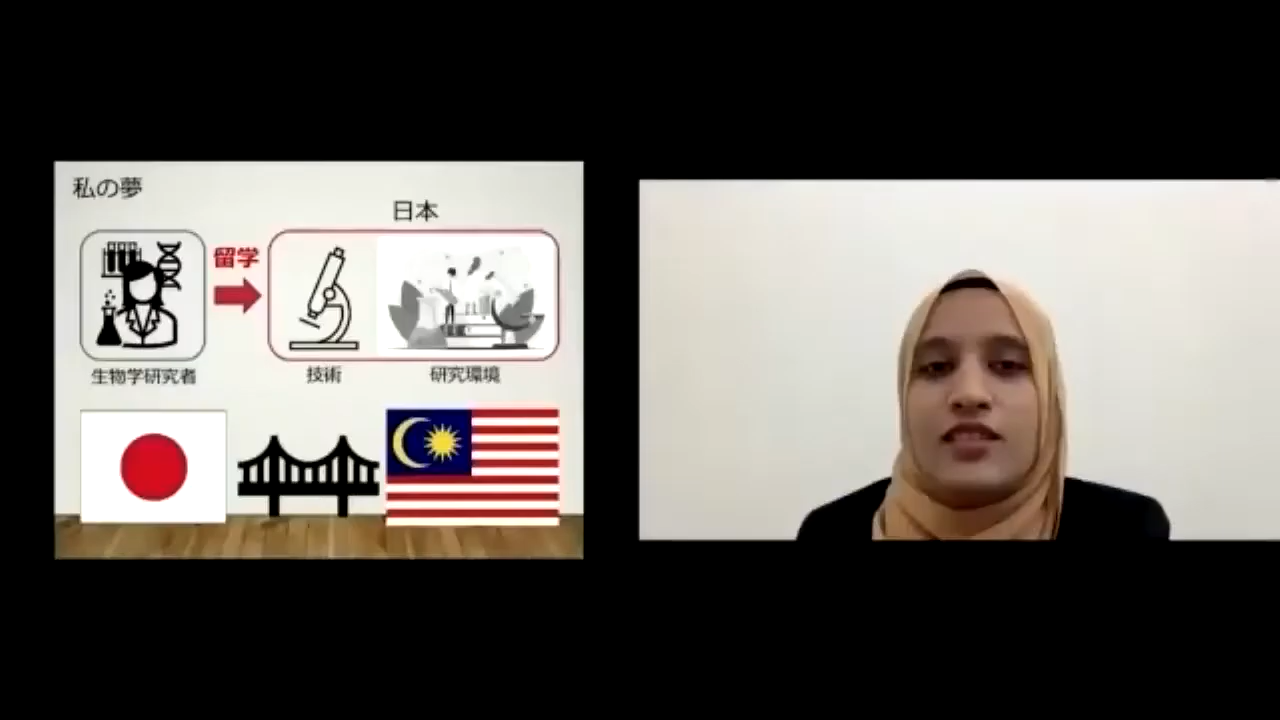 私の夢
日本
留学
生物学研究者
技術
研究環境